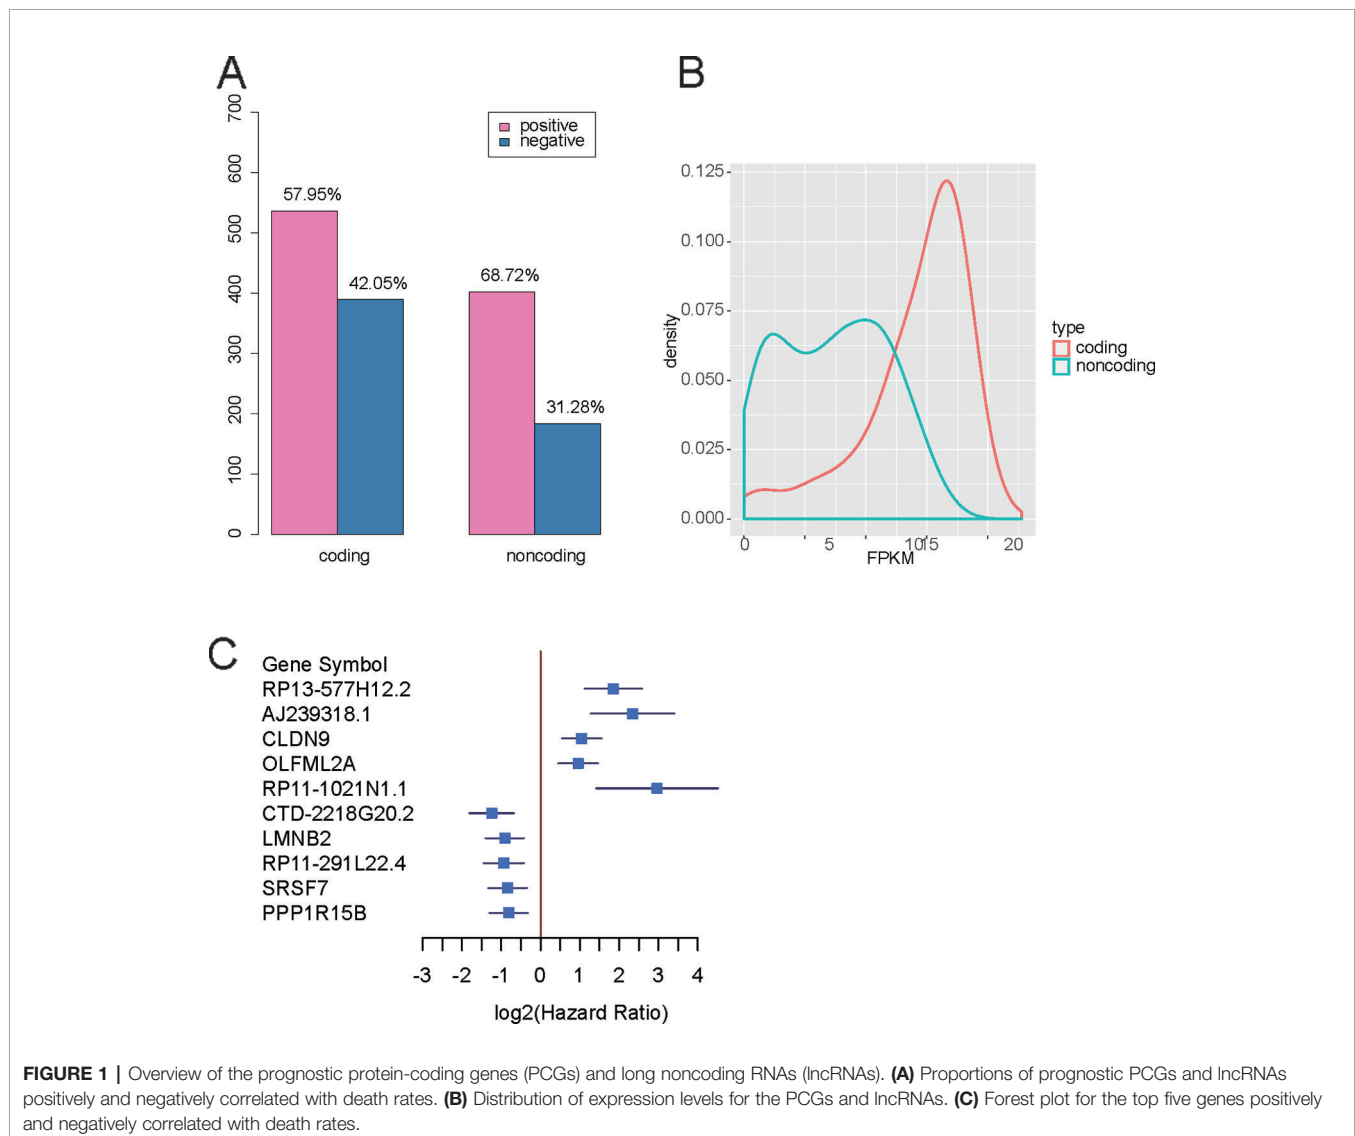 A
700
600
500
400
300
200
100
0
positive
negative
57.95%
42.05%
68.72%
31.28%
coding
noncoding
B
0.125
0.100
0.075
0.050
0.025
0.000
density
0 5 10 15 20
FPKM
type
coding
noncoding
C
Gene Symbol
RP13-577H12.2
AJ239318.1
CLDN9
OLFML2A
RP11-1021N1.1
CTD-2218G20.2
LMNB2
RP11-291L22.4
SRSF7
PPP1R15B
-3 -2 -1 0 1 2 3 4
log2(Hazard Ratio)
FIGURE 1 | Overview of the prognostic protein-coding genes (PCGs) and long noncoding RNAs (lncRNAs). (A) Proportions of prognostic PCGs and lncRNAs
positively and negatively correlated with death rates. (B) Distribution of expression levels for the PCGs and lncRNAs. (C) Forest plot for the top five genes positively
and negatively correlated with death rates.